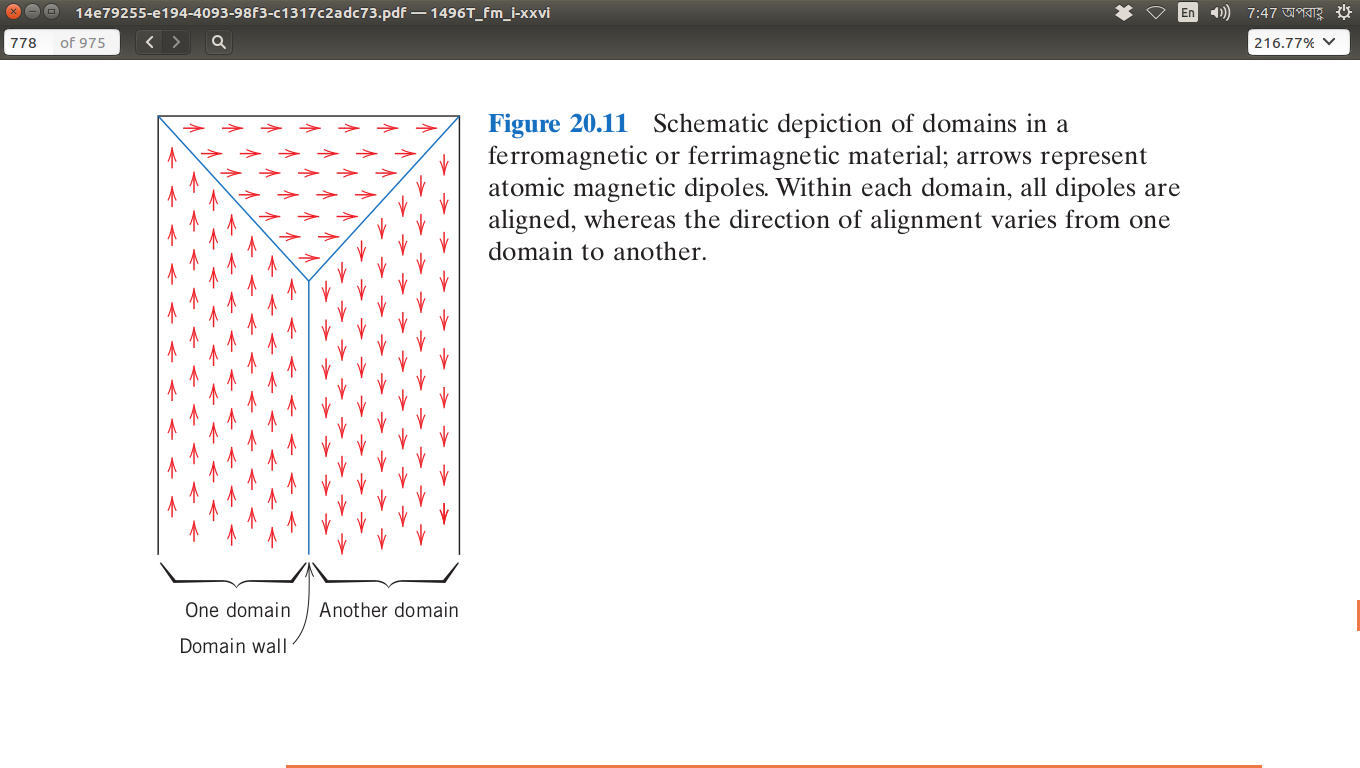 14e79255-e194-4093-98f3-c1317c2adc73.pdf — 1496T_fm_i-xxvi
En
7:47 অপরাহ্ণ
778 of 975
216.77%
Figure 20.11 Schematic depiction of domains in a
ferromagnetic or ferrimagnetic material; arrows represent
atomic magnetic dipoles. Within each domain, all dipoles are
aligned, whereas the direction of alignment varies from one
domain to another.
One domain
Another domain
Domain wall